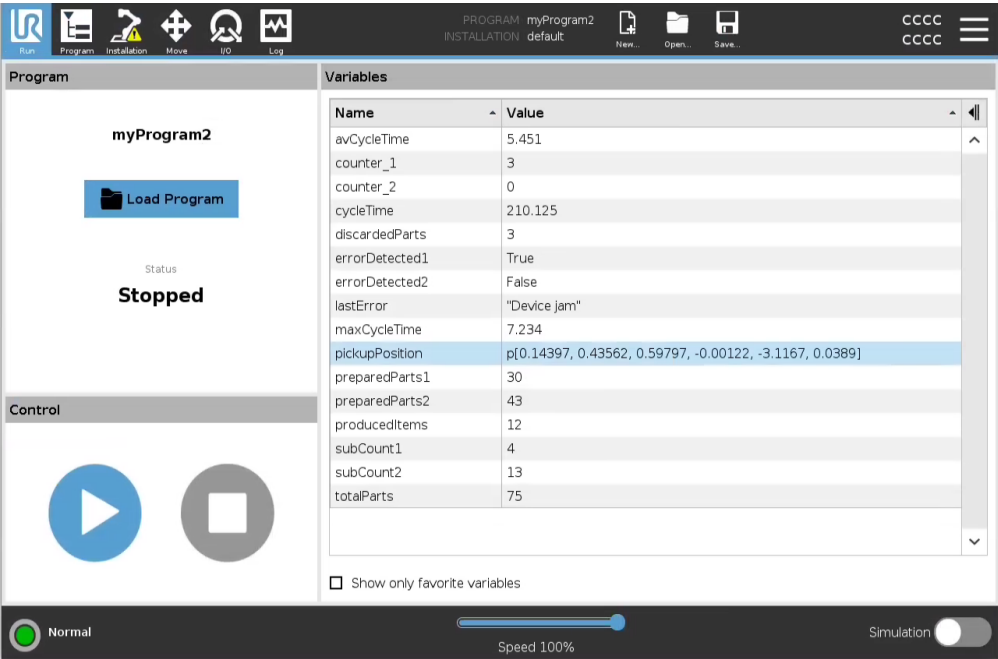 UR
PROGRAM myProgram2
INSTALLATION default
CCCC
CCCC
Run Program Installation Move I/O Log New... Open... Save...
Program
myProgram2
Load Program
Status
Stopped
Control
Variables
Name Value
avCycleTime 5.451
counter_1 3
counter_2 0
cycleTime 210.125
discardedParts 3
errorDetected1 True
errorDetected2 False
lastError "Device jam"
maxCycleTime 7.234
pickupPosition p[0.14397, 0.43562, 0.59797, -0.00122, -3.1167, 0.0389]
preparedParts1 30
preparedParts2 43
producedItems 12
subCount1 4
subCount2 13
totalParts 75
Show only favorite variables
Normal
Speed 100%
Simulation